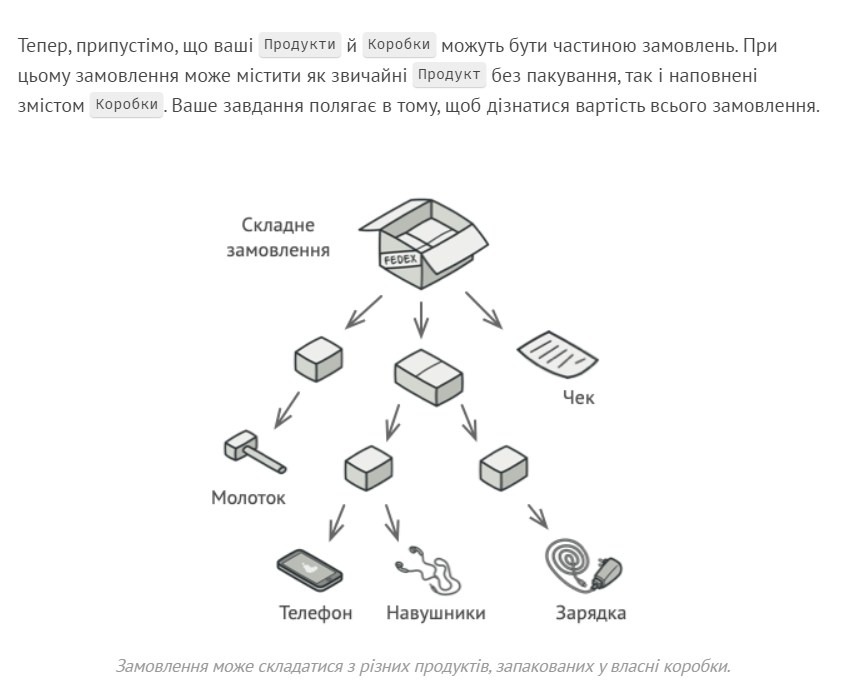 Тепер, припустімо, що ваші Продукти й Коробки можуть бути частиною замовлень. При
цьому замовлення може містити як звичайні Продукт без пакування, так і наповнені
змістом Коробки. Ваше завдання полягає в тому, щоб дізнатися вартість всього замовлення.
Складне
замовлення
FEDEX
Чек
Молоток
Телефон
Навушники
Зарядка
Замовлення може складатися з різних продуктів, запакованих у власні коробки.